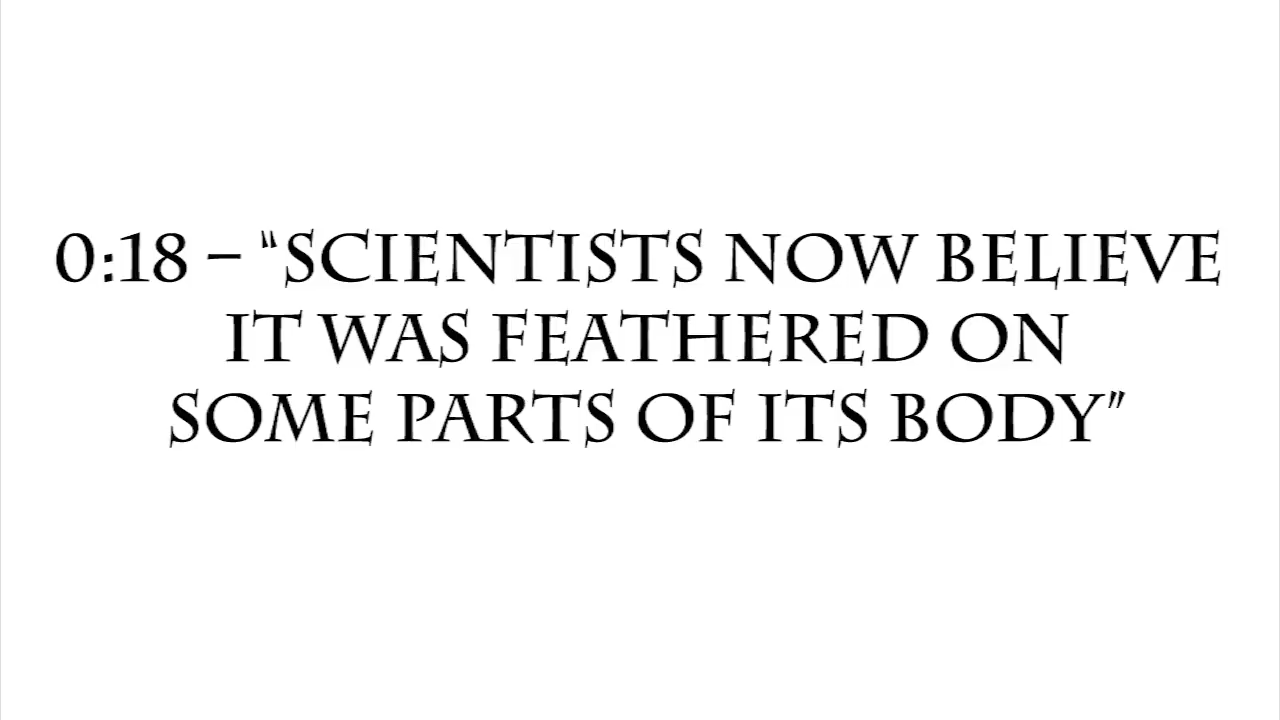 0:18 – "SCIENTISTS NOW BELIEVE
IT WAS FEATHERED ON
SOME PARTS OF ITS BODY"